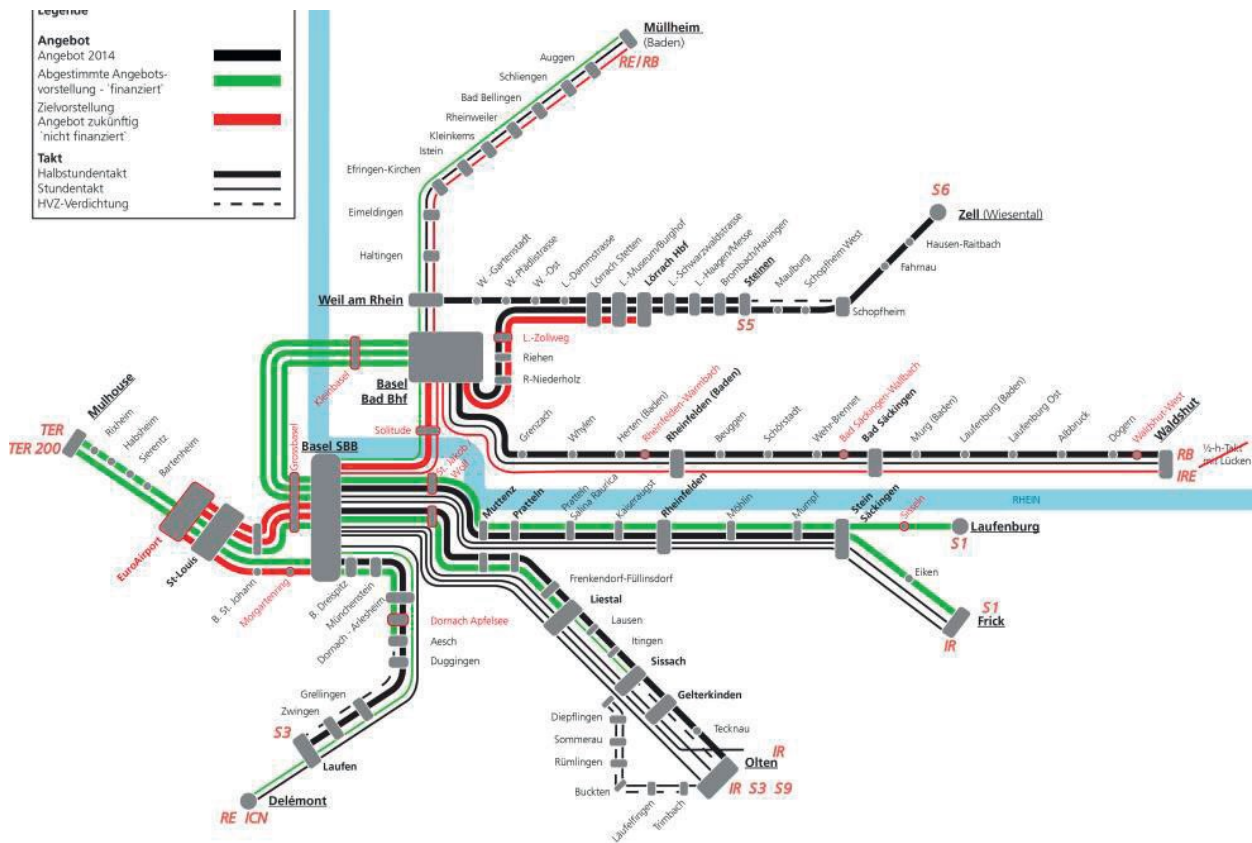 Legende
Angebot
Angebot 2014
Abgestimmte Angebots-
vorstellung - `finanziert`
Zielvorstellung
Angebot zukünftig
`nicht finanziert`
Takt
Halbstundentakt
Stundentakt
HVZ-Verdichtung
Müllheim
(Baden)
RE/RB
Auggen
Schliengen
Bad Bellingen
Rheinweiler
Kleinkems
Istein
Efringen-Kirchen
Eimeldingen
Haltingen
Weil am Rhein
W.-Gartenstadt
W.-Pfädlistrasse
W.-Ost
L.-Dammstrasse
Lörrach Stetten
L.-Museum/Burghof
Lörrach Hbf
L.-Schwarzwaldstrasse
L.-Haagen/Messe
Brombach/Hauingen
Steinen
S5
Maulburg
Schopfheim West
Schopfheim
Fahrnau
Hausen-Raitbach
Zell (Wiesental)
S6
L.-Zollweg
Riehen
R-Niederholz
Basel
Bad Bhf
Kleinbasel
Solitude
Mulhouse
TER
TER 200
Rixheim
Habsheim
Sierentz
Bartenheim
EuroAirport
St-Louis
Grossbasel
Basel SBB
St. Jakob
Wolf
Grenzach
Whylen
Herten (Baden)
Rheinfelden-Warmbach
Rheinfelden (Baden)
Beuggen
Schörstadt
Wehr-Brennet
Bad Säckingen-Wallbach
Bad Säckingen
Murg (Baden)
Laufenburg (Baden)
Laufenburg Ost
Albbruck
Dogern
Waldshut-West
Waldshut
RB
IRE
½-h-Takt
mit Lücken
RHEIN
Muttenz
Pratteln
Pratteln
Salina Raurica
Kaiseraugst
Rheinfelden
Möhlin
Mumpf
Stein
Säckingen
Sisseln
Laufenburg
S1
Eiken
S1
Frick
IR
B. St. Johann
Morgartenring
B. Dreispitz
Münchenstein
Dornach - Arlesheim
Dornach Apfelsee
Aesch
Duggingen
Grellingen
Zwingen
S3
Laufen
Delémont
RE ICN
Frenkendorf-Füllinsdorf
Liestal
Lausen
Itingen
Sissach
Gelterkinden
Tecknau
IR
Olten
IR S3 S9
Diepflingen
Sommerau
Rümlingen
Buckten
Läufelfingen
Trimbach